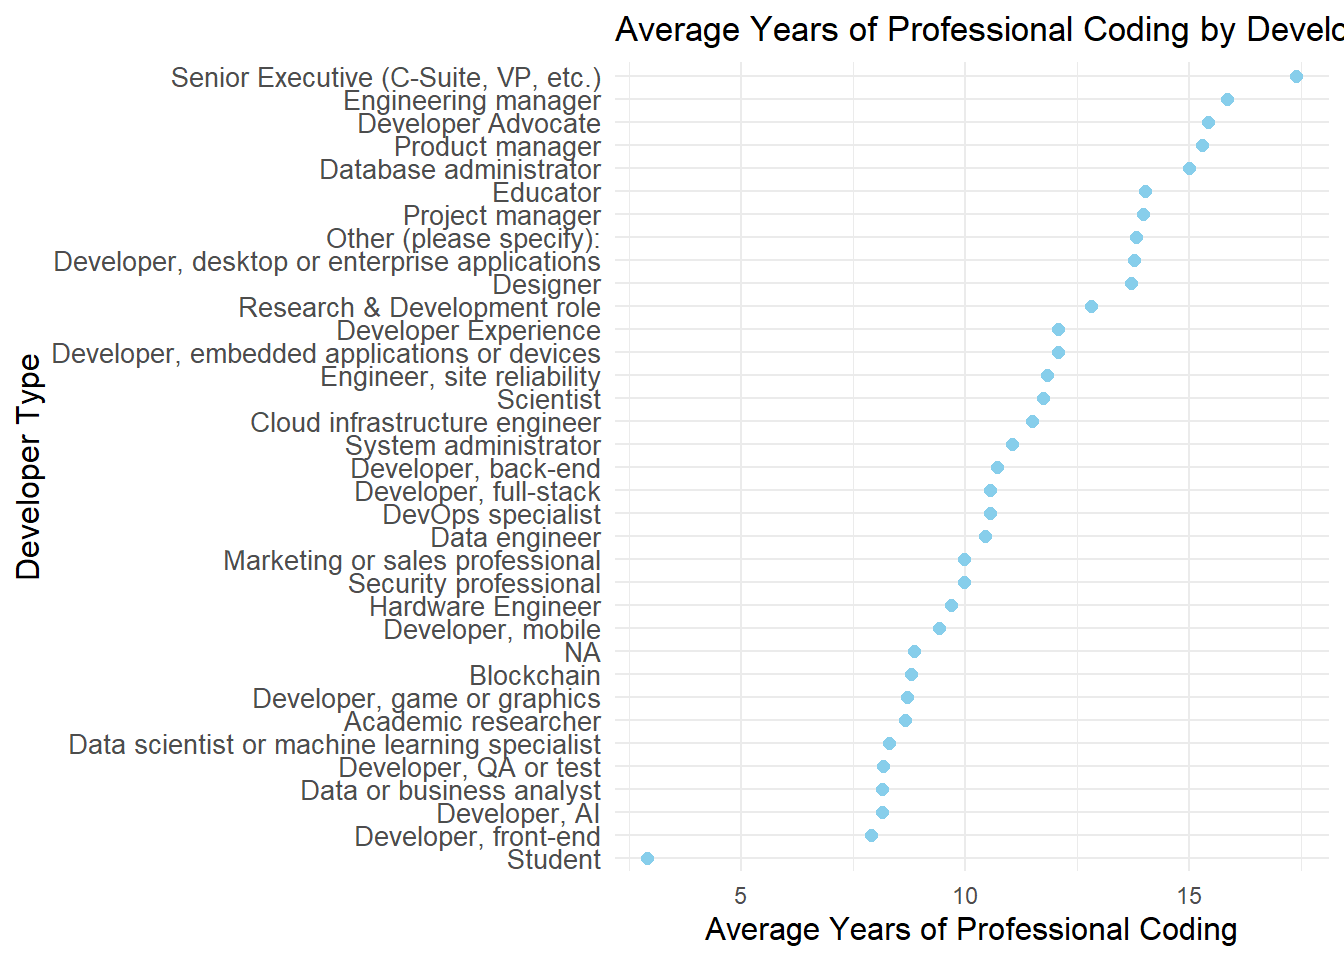 Average Years of Professional Coding by Develo
Senior Executive (C-Suite, VP, etc.)
Engineering manager
Developer Advocate
Product manager
Database administrator
Educator
Project manager
Other (please specify):
Developer, desktop or enterprise applications
Designer
Research & Development role
Developer Experience
Developer, embedded applications or devices
Engineer, site reliability
Scientist
Cloud infrastructure engineer
System administrator
Developer, back-end
Developer, full-stack
DevOps specialist
Data engineer
Marketing or sales professional
Security professional
Hardware Engineer
Developer, mobile
NA
Blockchain
Developer, game or graphics
Academic researcher
Data scientist or machine learning specialist
Developer, QA or test
Data or business analyst
Developer, AI
Developer, front-end
Student
Developer Type
5 10 15
Average Years of Professional Coding